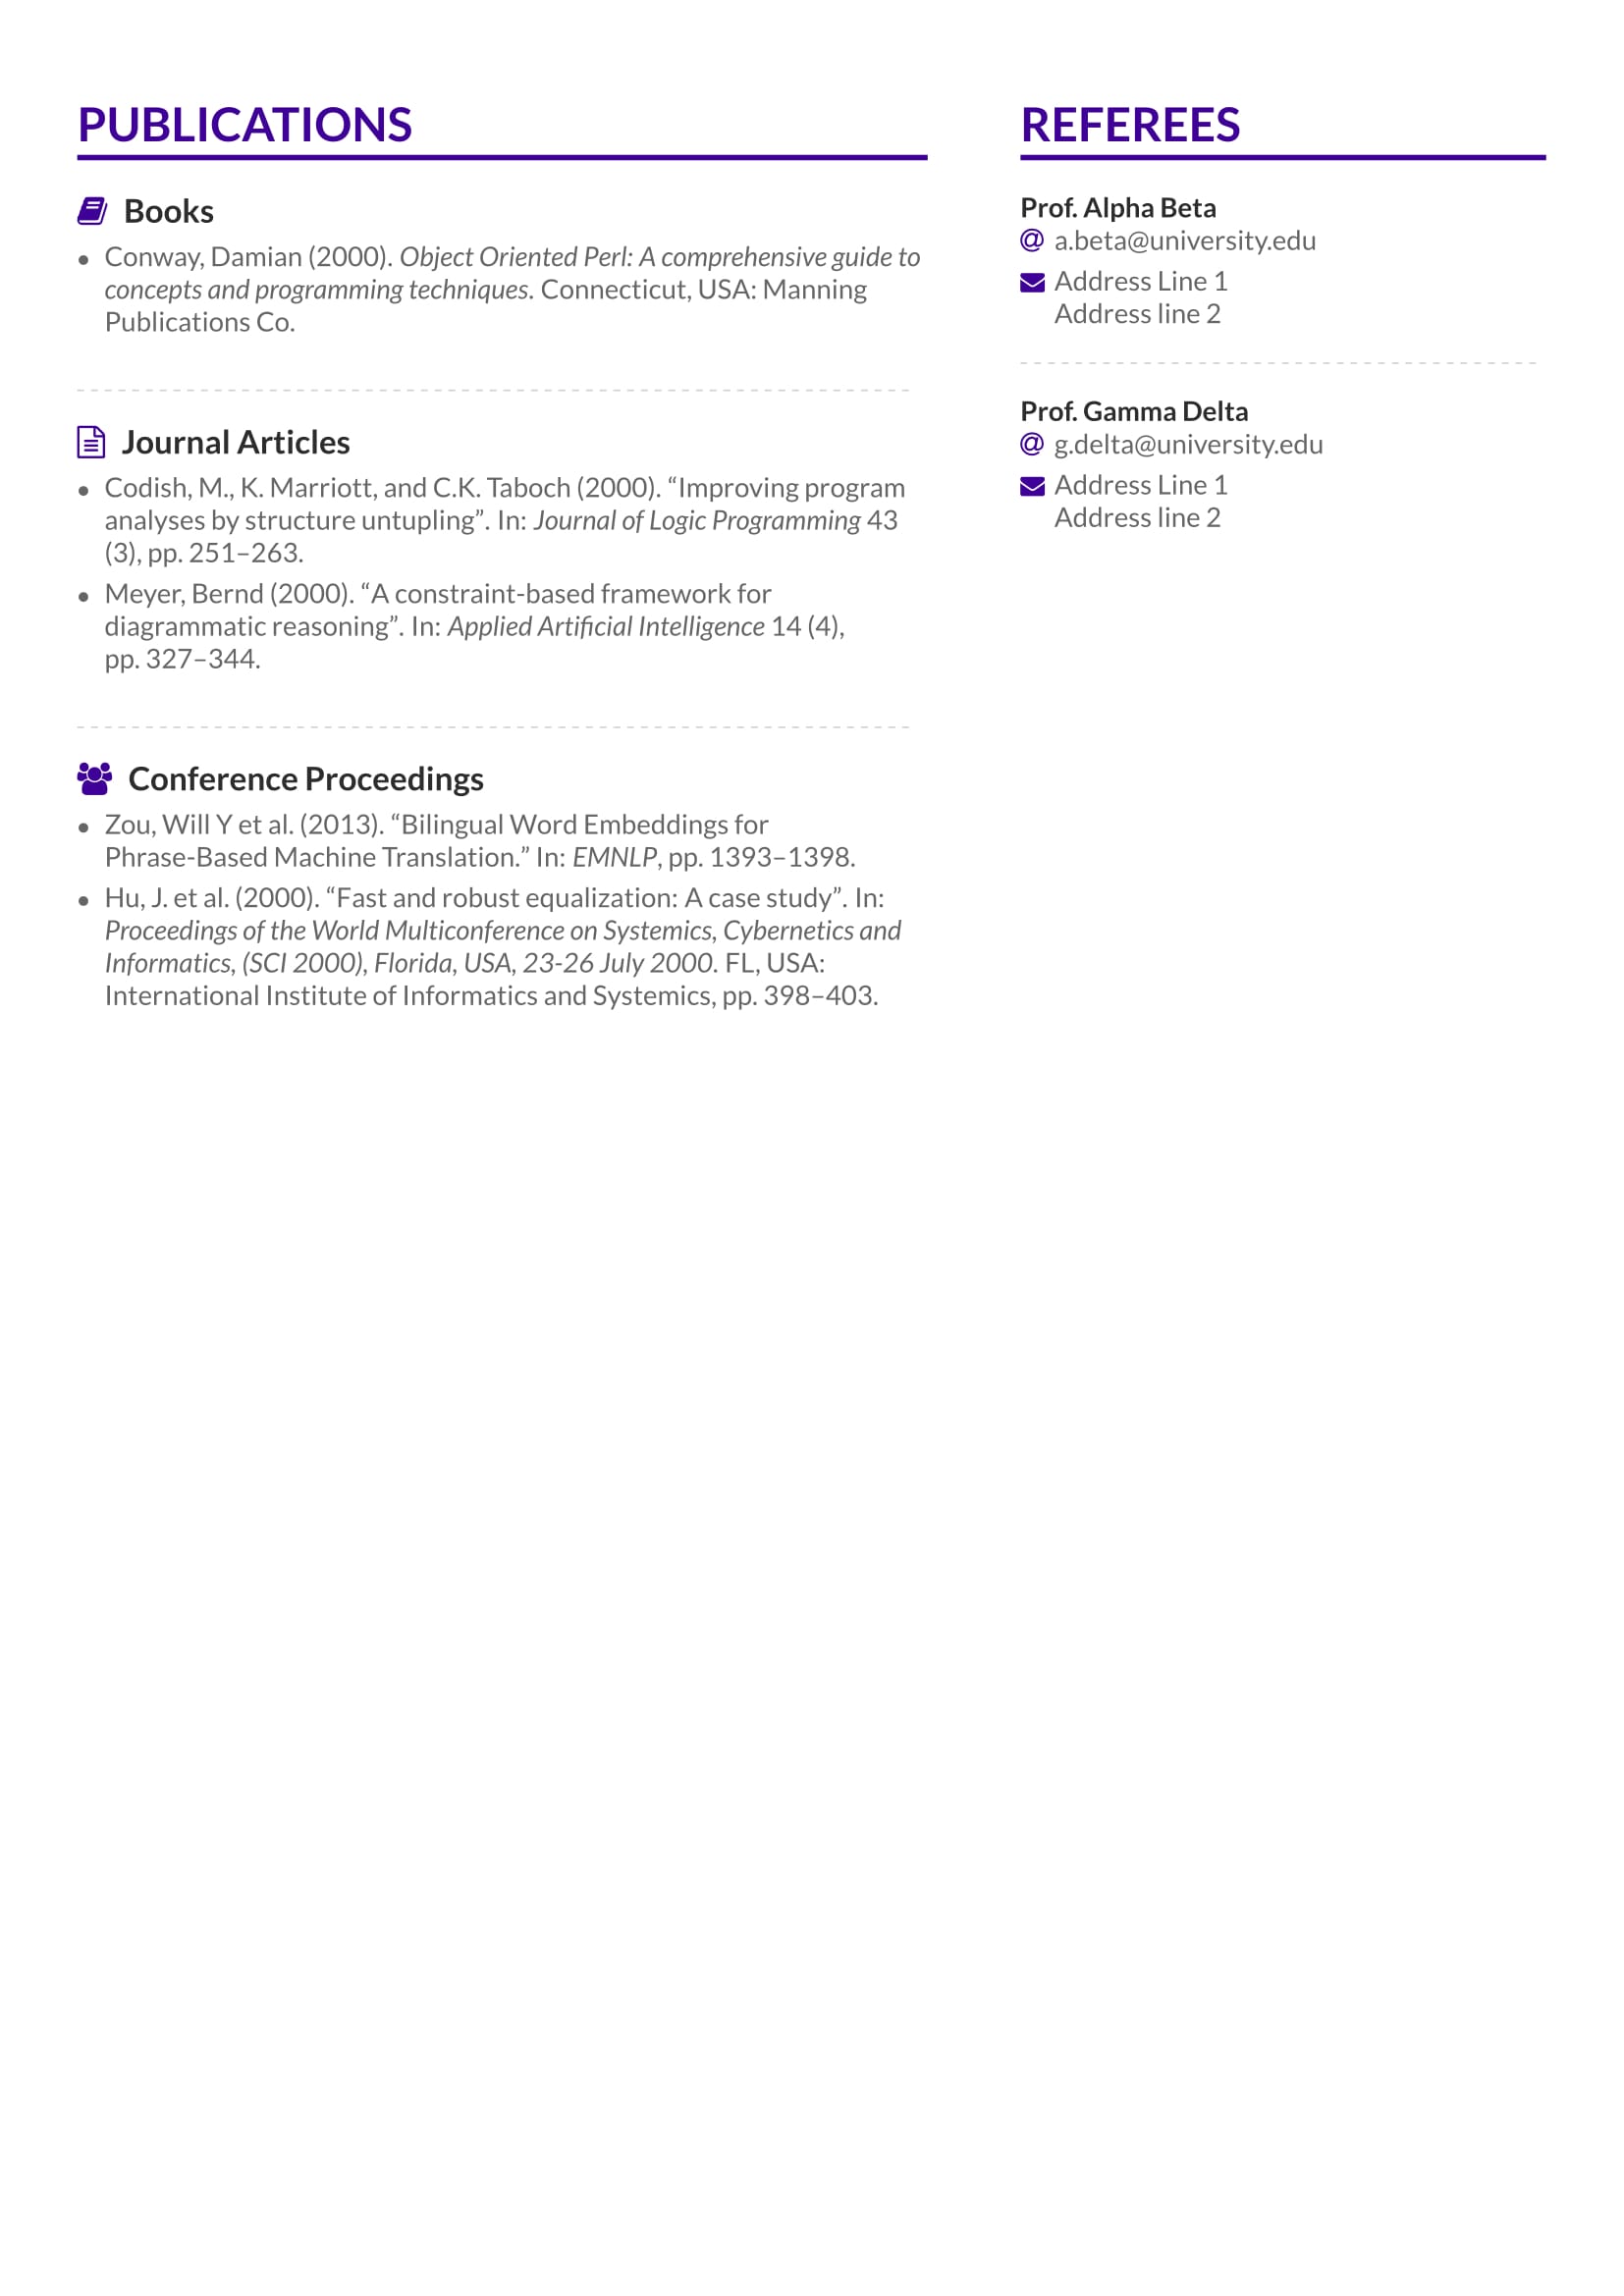 PUBLICATIONS
Books
• Conway, Damian (2000). Object Oriented Perl: A comprehensive guide to
concepts and programming techniques. Connecticut, USA: Manning
Publications Co.
Journal Articles
• Codish, M., K. Marriott, and C.K. Taboch (2000). “Improving program
analyses by structure untupling”. In: Journal of Logic Programming 43
(3), pp. 251–263.
• Meyer, Bernd (2000). “A constraint-based framework for
diagrammatic reasoning”. In: Applied Artificial Intelligence 14 (4),
pp. 327–344.
Conference Proceedings
• Zou, Will Y et al. (2013). “Bilingual Word Embeddings for
Phrase-Based Machine Translation.” In: EMNLP, pp. 1393–1398.
• Hu, J. et al. (2000). “Fast and robust equalization: A case study”. In:
Proceedings of the World Multiconference on Systemics, Cybernetics and
Informatics, (SCI 2000), Florida, USA, 23-26 July 2000. FL, USA:
International Institute of Informatics and Systemics, pp. 398–403.
REFEREES
Prof. Alpha Beta
@ a.beta@university.edu
Address Line 1
Address line 2
Prof. Gamma Delta
@ g.delta@university.edu
Address Line 1
Address line 2